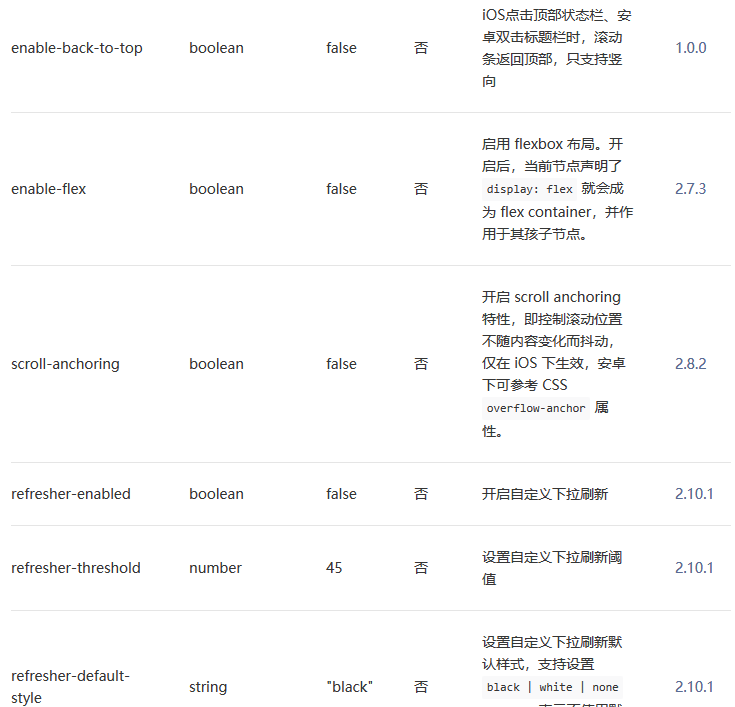 iOS点击顶部状态栏、安
enable-back-to-top boolean false 否 卓双击标题栏时，滚动 1.0.0
条返回顶部，只支持竖
向
启用 flexbox 布局。开
启后，当前节点声明了
enable-flex boolean false 否 display: flex 就会成 2.7.3
为 flex container，并作
用于其孩子节点。
开启 scroll anchoring
特性，即控制滚动位置
不随内容变化而抖动，
scroll-anchoring boolean false 否 仅在 iOS 下生效，安卓 2.8.2
下可参考 CSS
overflow-anchor 属
性。
refresher-enabled boolean false 否 开启自定义下拉刷新 2.10.1
refresher-threshold number 45 否 设置自定义下拉刷新阈 2.10.1
值
设置自定义下拉刷新默
refresher-default- 认样式，支持设置
style string "black" 否 black | white | none 2.10.1